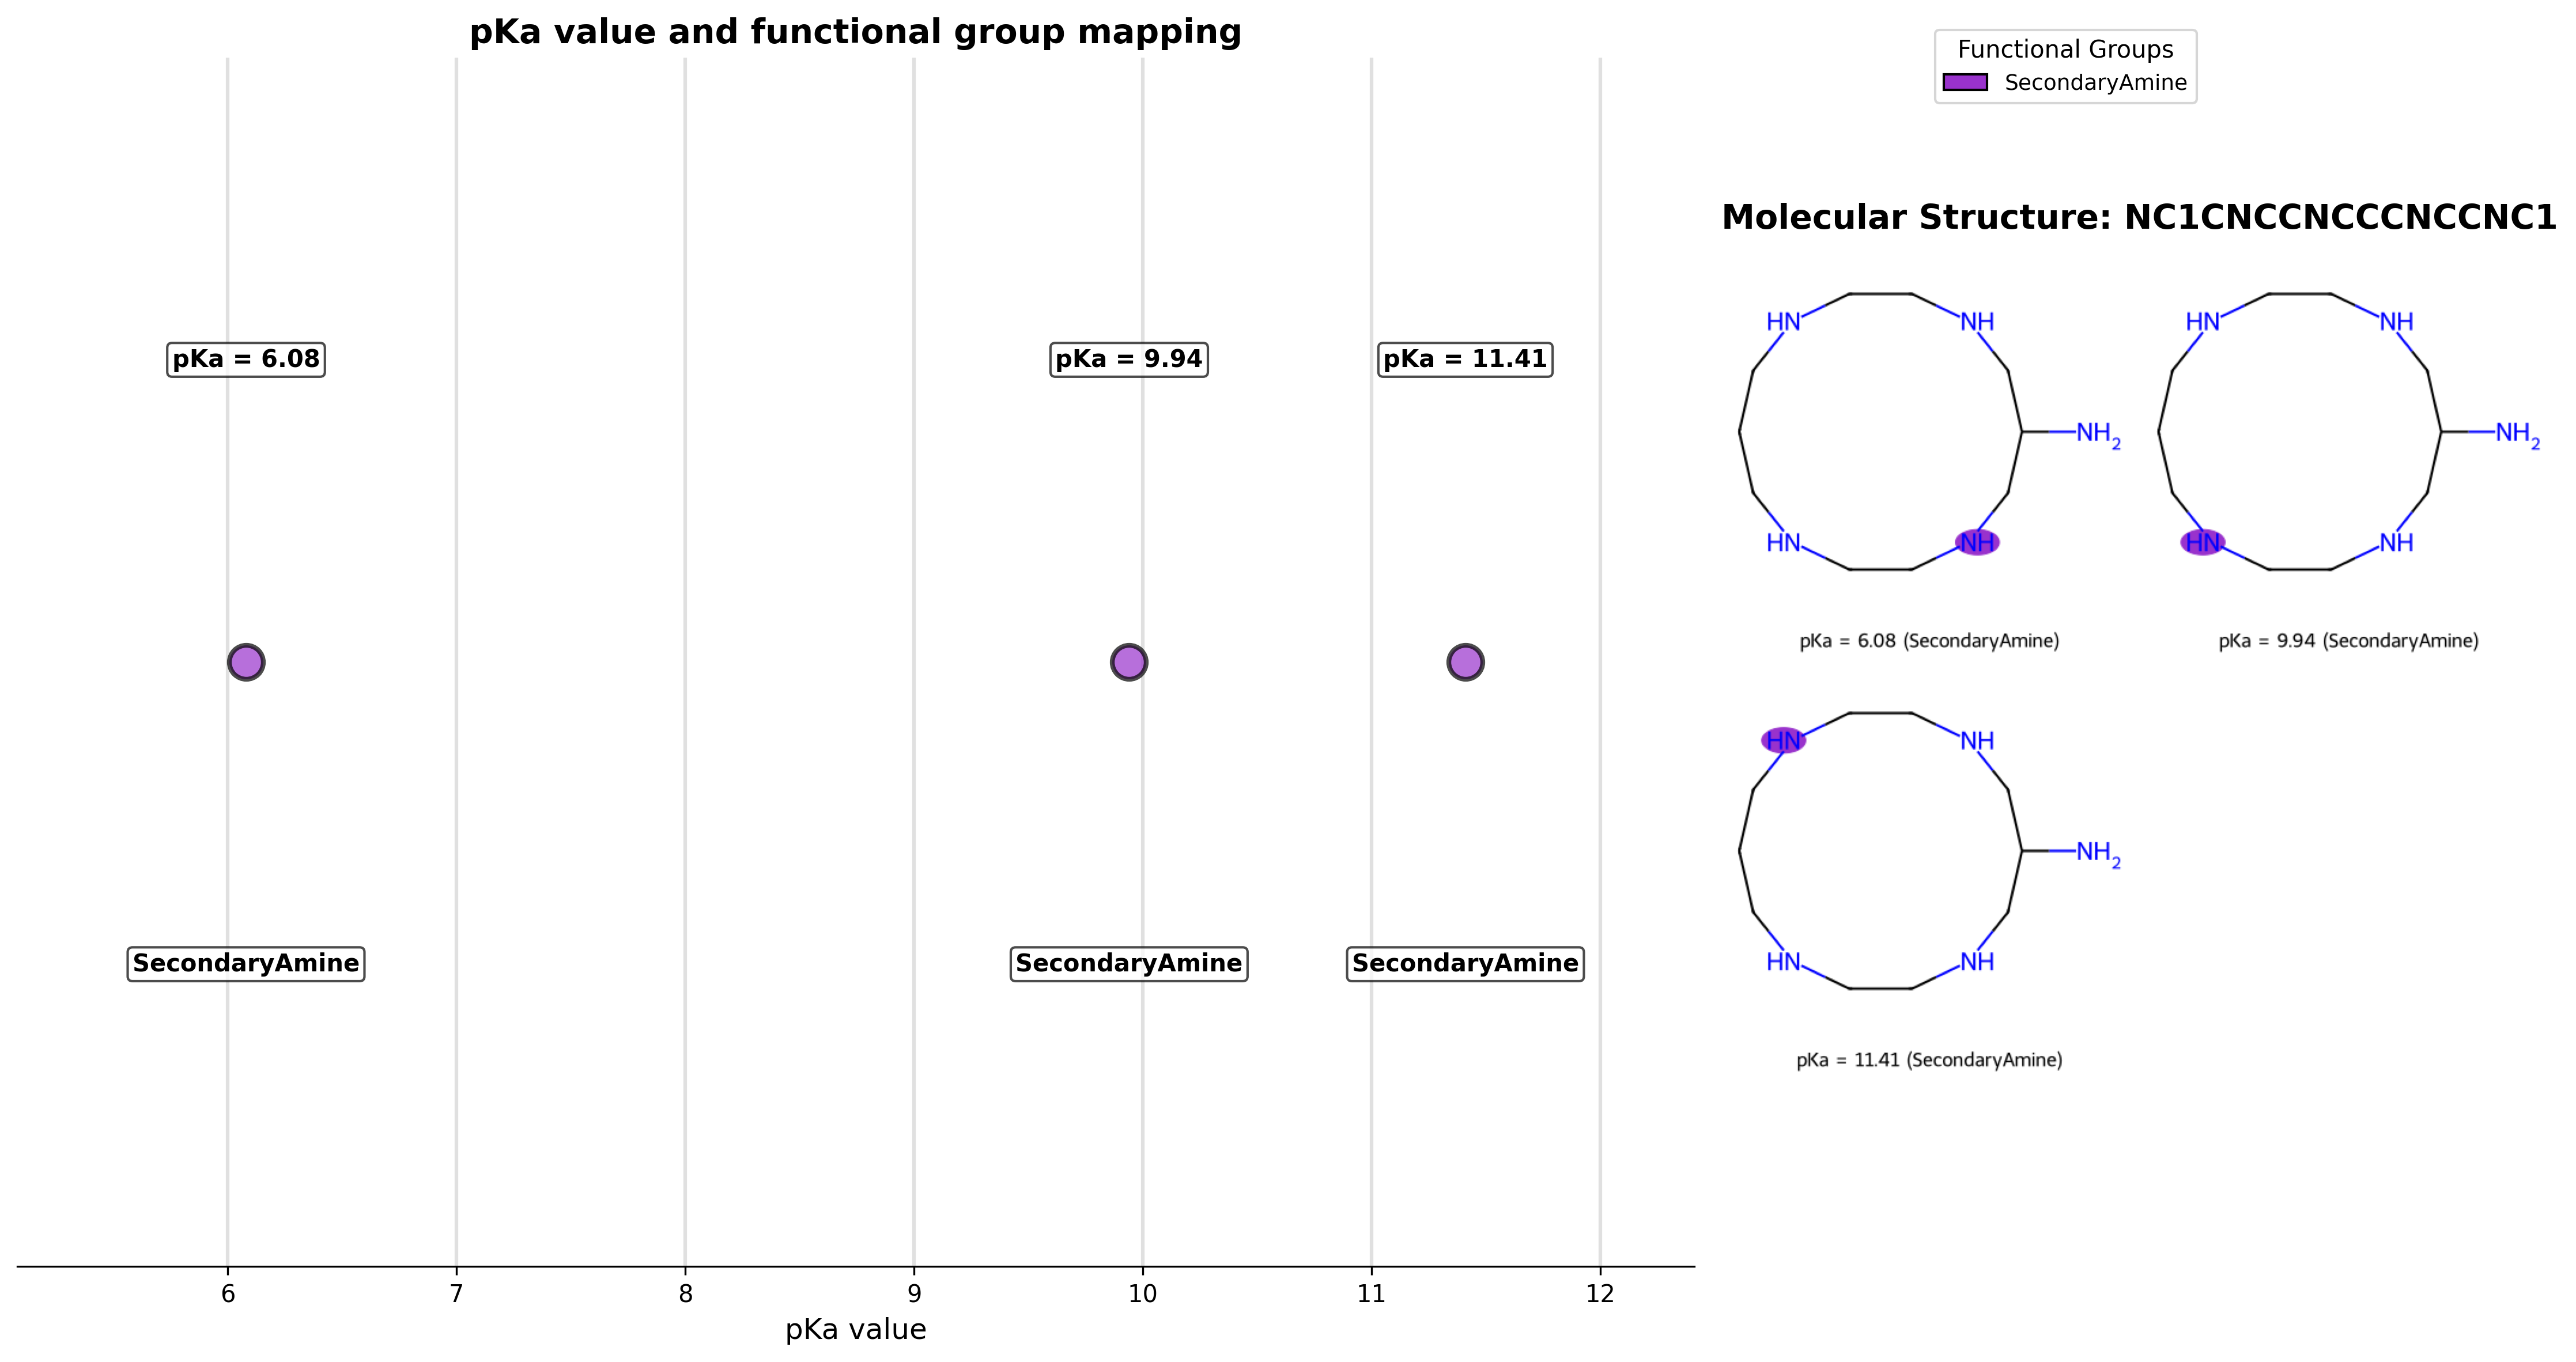 pKa value and functional group mapping
pKa = 6.08
pKa = 9.94
pKa = 11.41
SecondaryAmine
SecondaryAmine
SecondaryAmine
6
7
8
9
10
11
12
pKa value
Functional Groups
SecondaryAmine
Molecular Structure: NC1CNCCNCCCNCCNC1
HN
NH
NH2
HN
NH
pKa = 6.08 (SecondaryAmine)
HN
NH
NH2
HN
NH
pKa = 9.94 (SecondaryAmine)
HN
NH
NH2
HN
NH
pKa = 11.41 (SecondaryAmine)